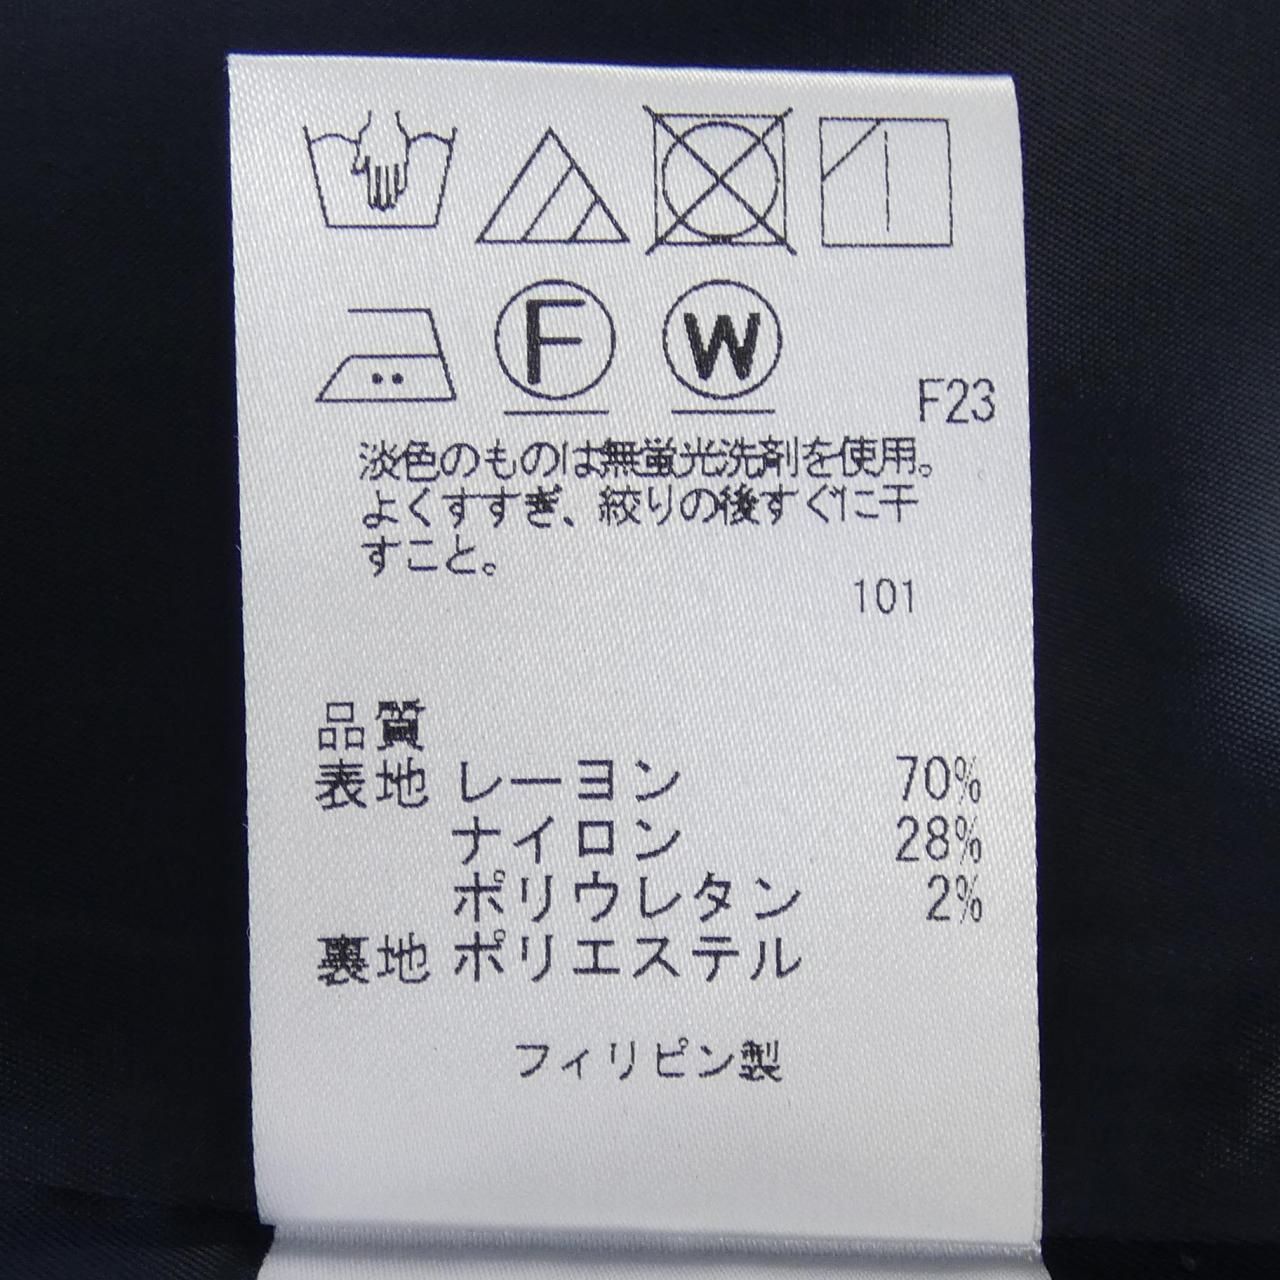 F
W
F23
淡色のものは無蛍光洗剤を使用。
よくすすぎ、絞りの後すぐに干
すこと。
101
品質
表地 レーヨン 70%
ナイロン 28%
ポリウレタン 2%
裏地 ポリエステル
フィリピン製